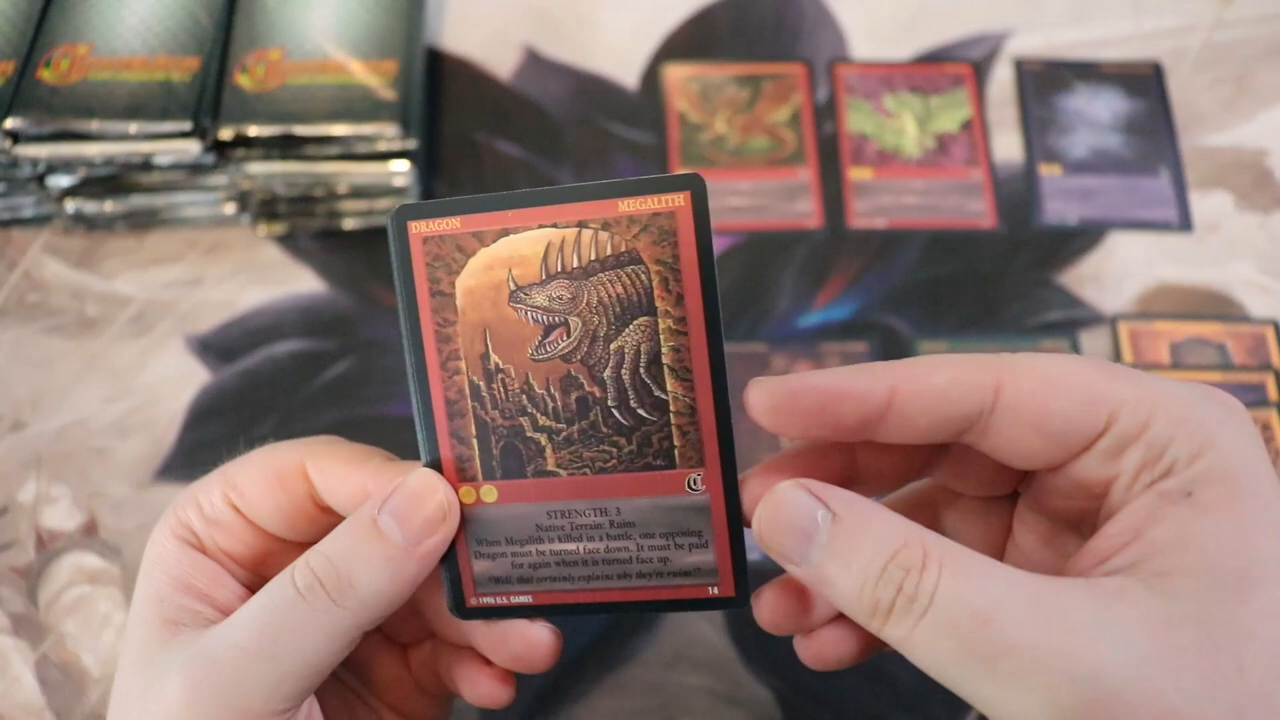 DRAGON
MEGALITH
STRENGTH: 3
Native Terrain: Ruins
When Megalith is killed in a battle, one opposing
Dragon must be turned face down. It must be paid
for again when it is turned face up.
"Well, that certainly explains why they're ruins!"
© 1996 U.S. GAMES
14